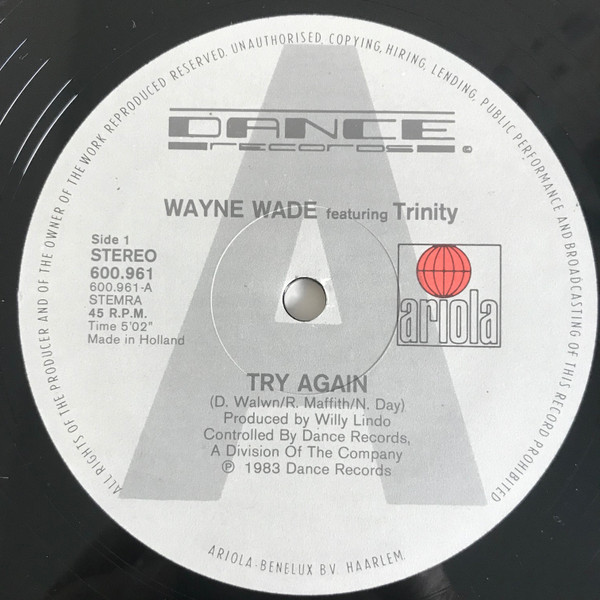 ALL RIGHTS OF THE PRODUCER AND OF THE OWNER OF THE WORK REPRODUCED RESERVED. UNAUTHORISED, COPYING, HIRING, LENDING, PUBLIC PERFORMANCE AND BROADCASTING OF THIS RECORD PROHIBITED
A
DANCE
records ©
WAYNE WADE featuring Trinity
Side 1
STEREO
600.961
600.961-A
STEMRA
45 R.P.M.
Time 5'02"
Made in Holland
ariola
TRY AGAIN
(D. Walwn/R. Maffith/N. Day)
Produced by Willy Lindo
Controlled By Dance Records,
A Division Of The Company
℗ 1983 Dance Records
ARIOLA-BENELUX B.V. HAARLEM.